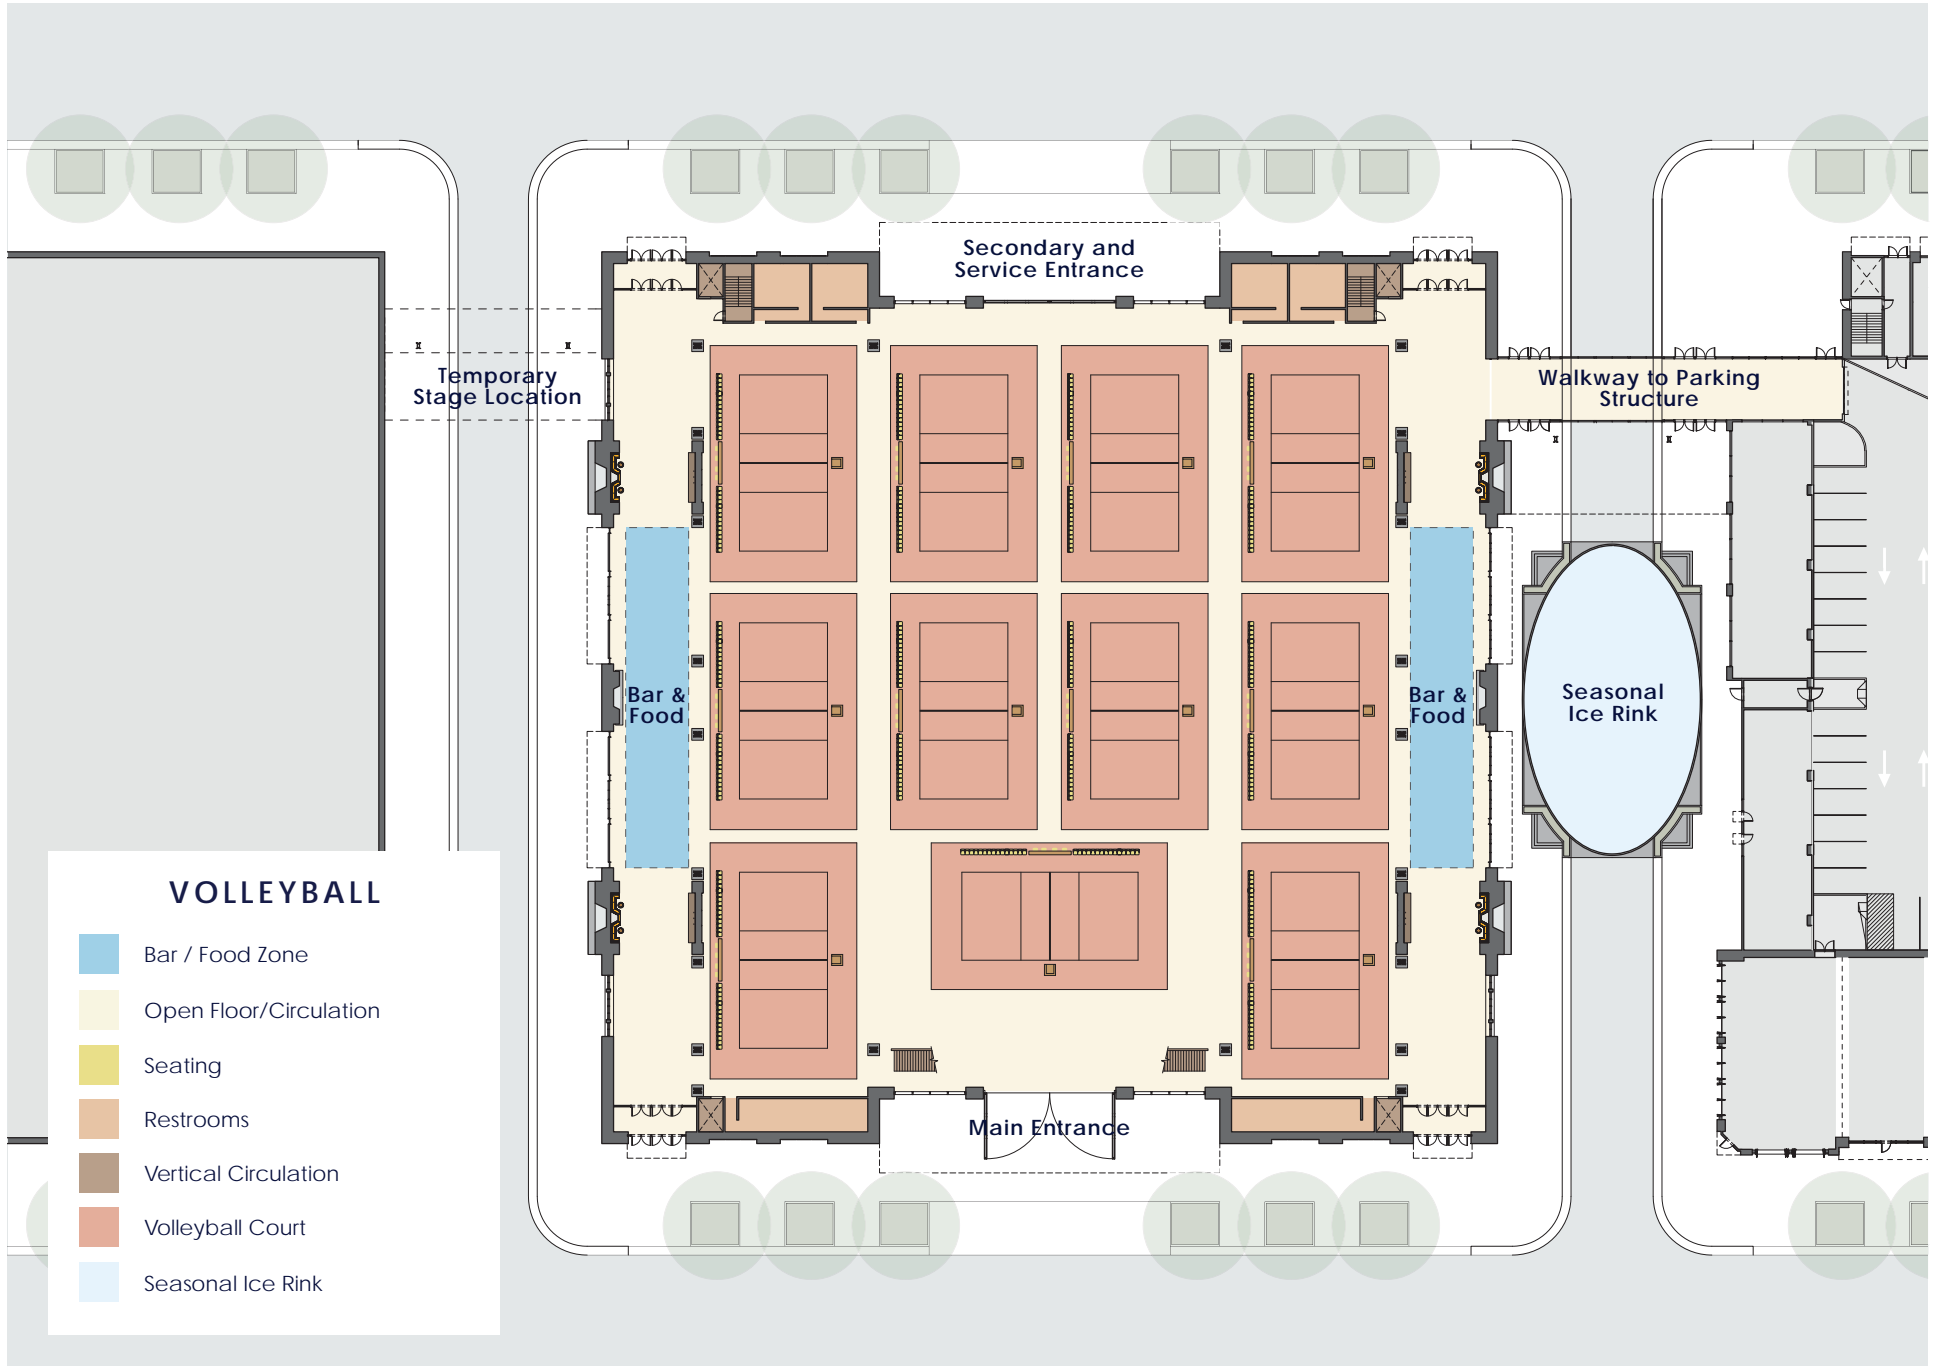 Secondary and
Service Entrance
Temporary
Stage Location
Walkway to Parking
Structure
Bar &
Food
Bar &
Food
Seasonal
Ice Rink
Main Entrance
VOLLEYBALL
Bar / Food Zone
Open Floor/Circulation
Seating
Restrooms
Vertical Circulation
Volleyball Court
Seasonal Ice Rink